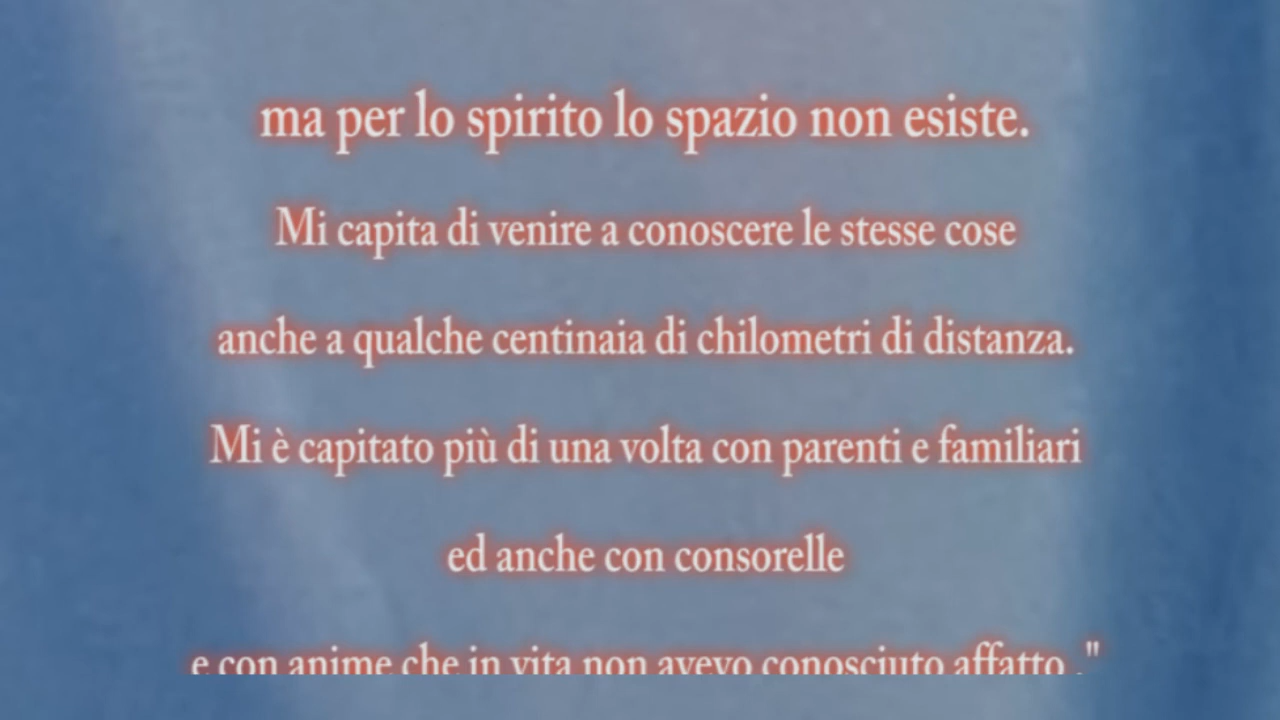 ma per lo spirito lo spazio non esiste.
Mi capita di venire a conoscere le stesse cose
anche a qualche centinaia di chilometri di distanza.
Mi è capitato più di una volta con parenti e familiari
ed anche con consorelle
e con anime che in vita non avevo conosciuto affatto ."